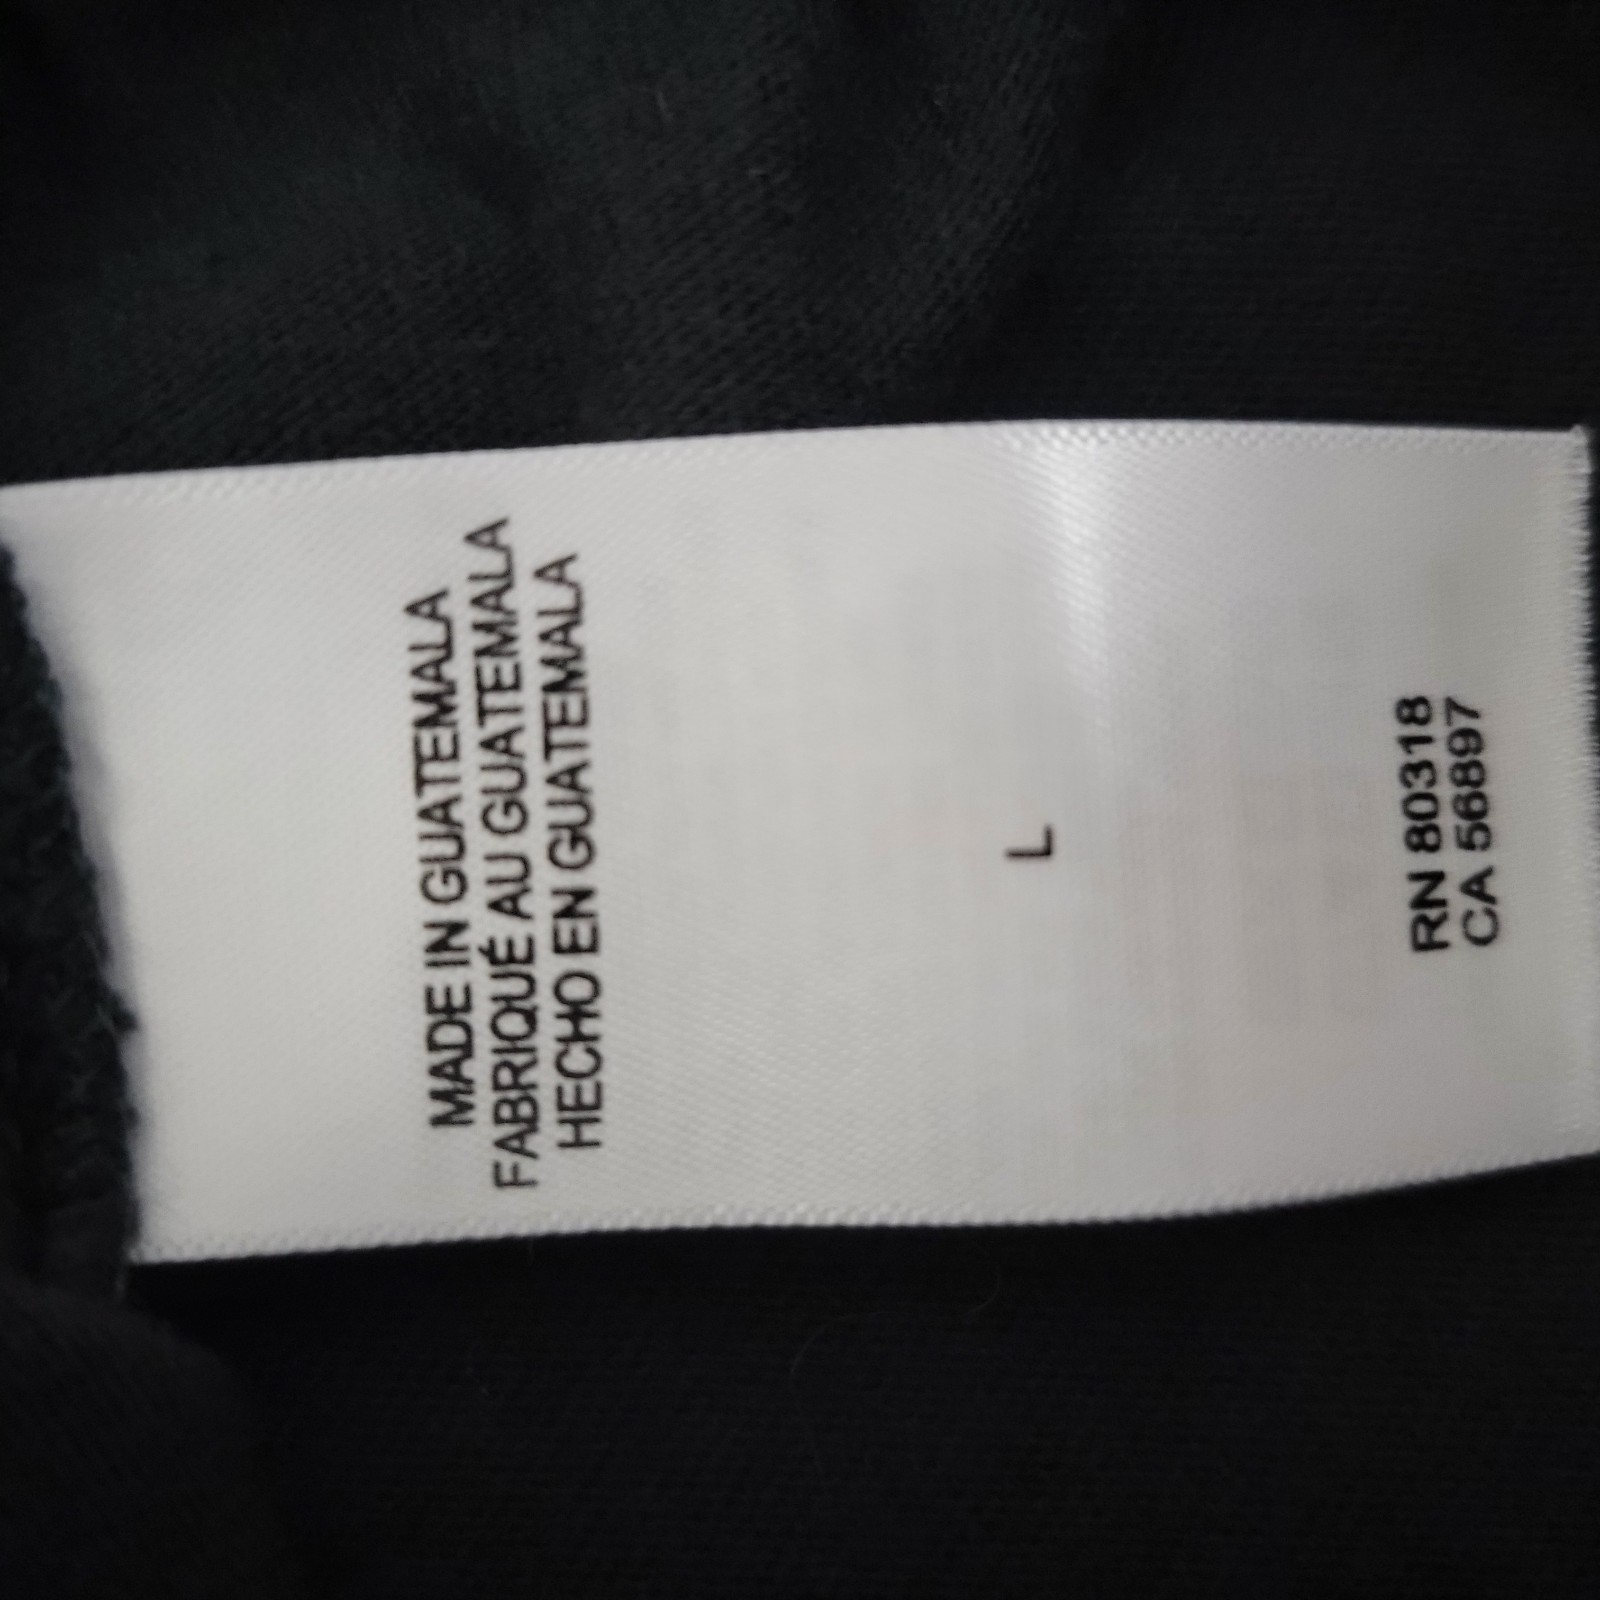 MADE IN GUATEMALA
FABRIQUÉ AU GUATEMALA
HECHO EN GUATEMALA
L
RN 80318
CA 56897